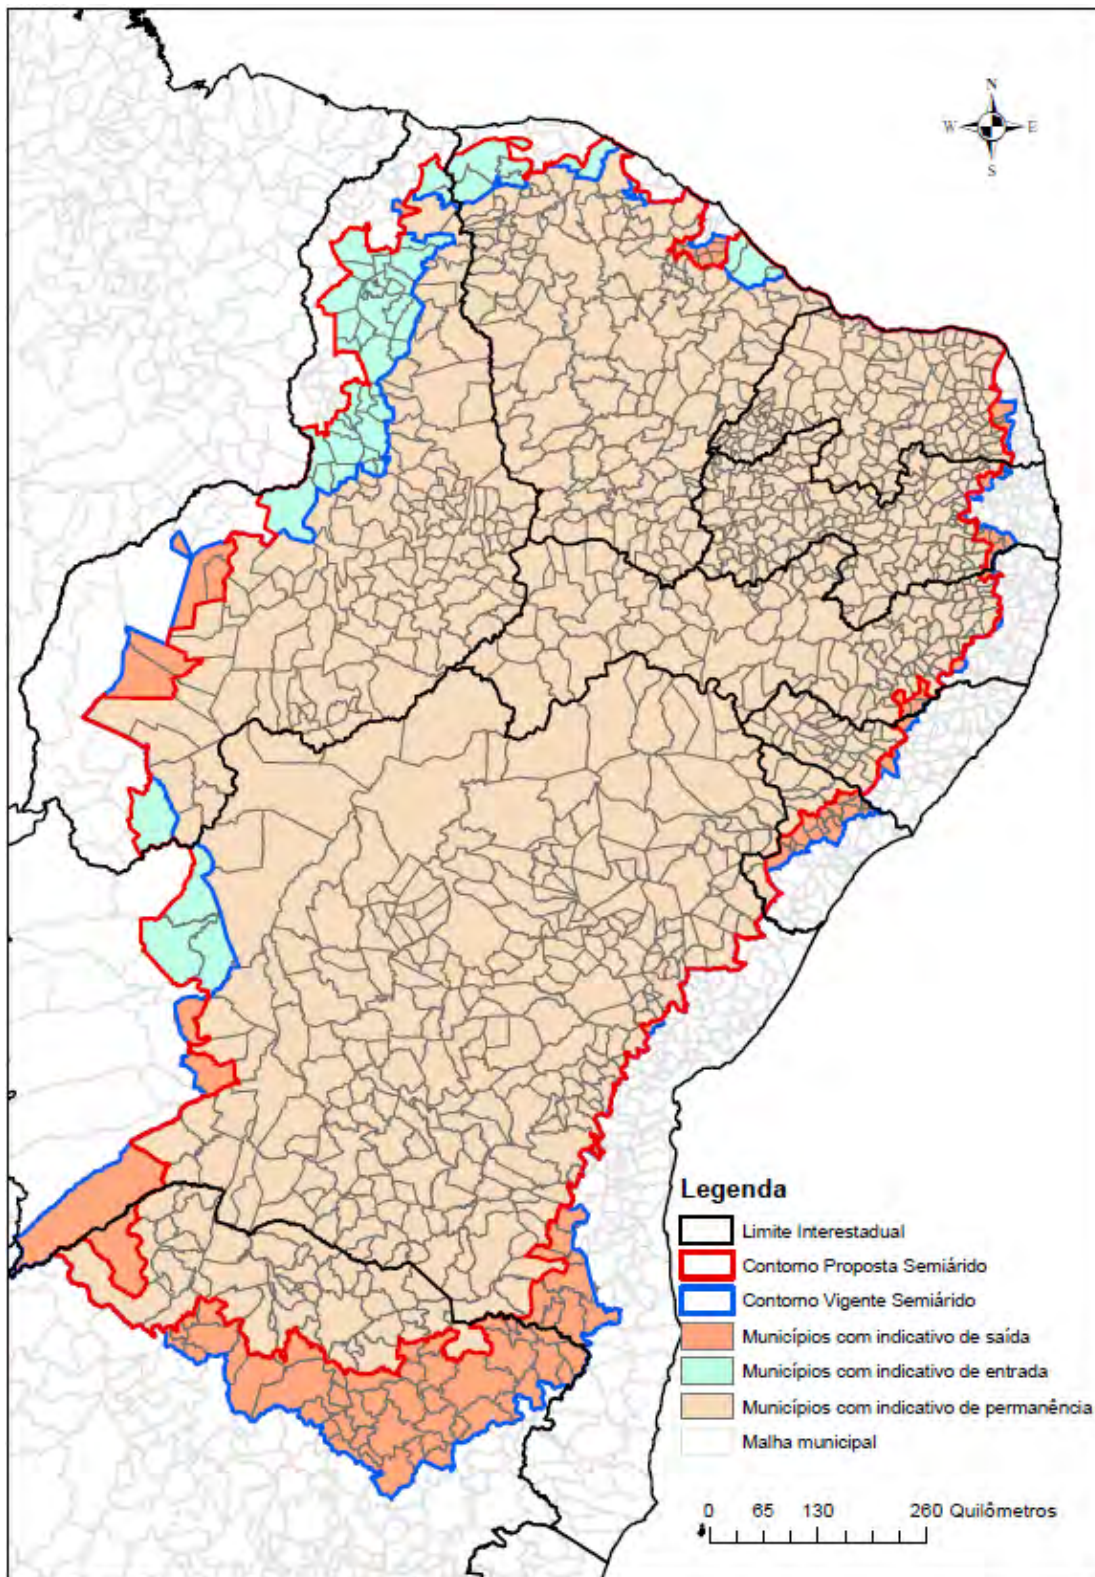 N
W E
S
Legenda
Limite Interestadual
Contorno Proposta Semiárido
Contorno Vigente Semiárido
Municípios com indicativo de saída
Municípios com indicativo de entrada
Municípios com indicativo de permanência
Malha municipal
0 65 130 260 Quilômetros